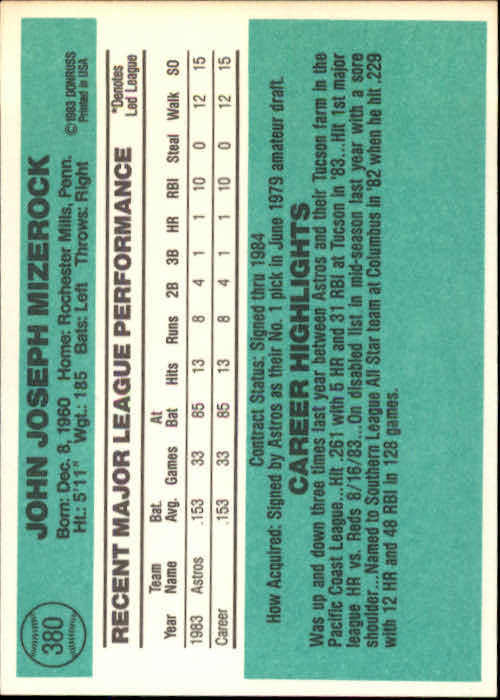 380
JOHN JOSEPH MIZEROCK
Born: Dec. 8, 1960 Home: Rochester Mills, Penn.
Ht.: 5'11" Wgt.: 185 Bats: Left Throws: Right
©1983 DONRUSS
Printed in USA
RECENT MAJOR LEAGUE PERFORMANCE
*Denotes
Led League
Team Bat. At
Year Name Avg. Games Bat Hits Runs 2B 3B HR RBI Steal Walk SO
1983 Astros .153 33 85 13 8 4 1 1 10 0 12 15
Career .153 33 85 13 8 4 1 1 10 0 12 15
Contract Status: Signed thru 1984
How Acquired: Signed by Astros as their No. 1 pick in June 1979 amateur draft.
CAREER HIGHLIGHTS
Was up and down three times last year between Astros and their Tucson farm in the
Pacific Coast League...Hit .261 with 5 HR and 31 RBI at Tucson in '83...Hit 1st major
league HR vs. Reds 8/16/83...On disabled list in mid-season last year with a sore
shoulder...Named to Southern League All Star team at Columbus in '82 when he hit .229
with 12 HR and 48 RBI in 128 games.